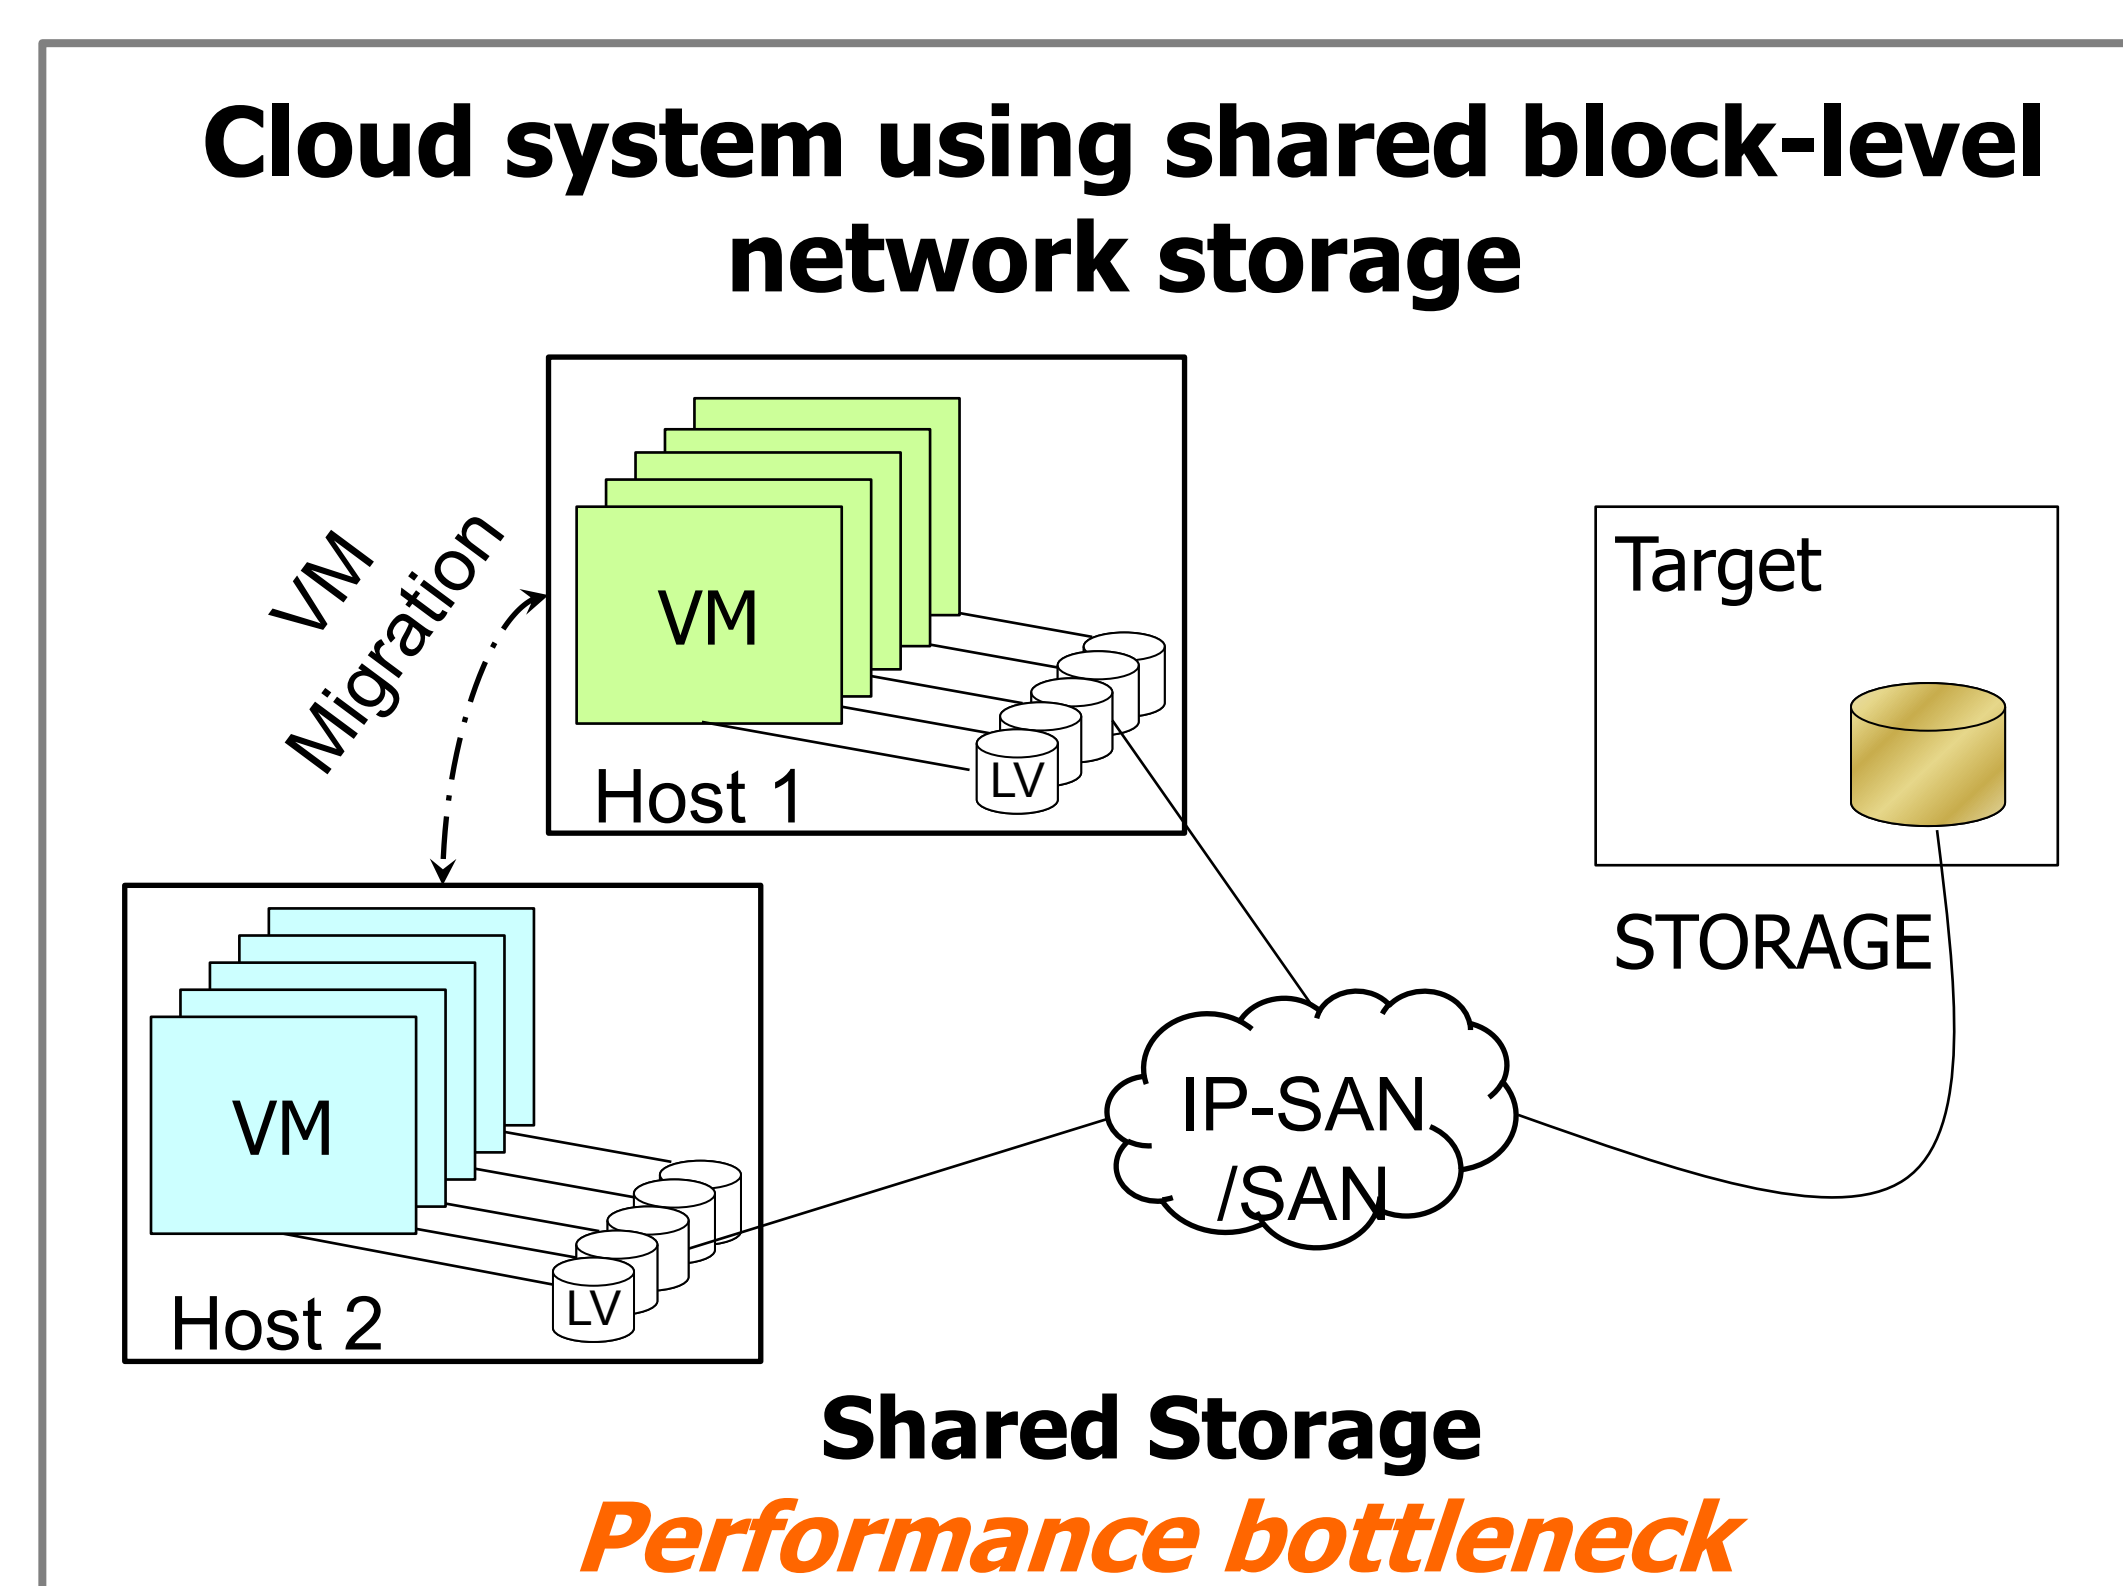 Cloud system using shared block-level
network storage
VM
Migration
VM
LV
Host 1
Target
STORAGE
VM
LV
Host 2
IP-SAN
/SAN
Shared Storage
Performance bottleneck